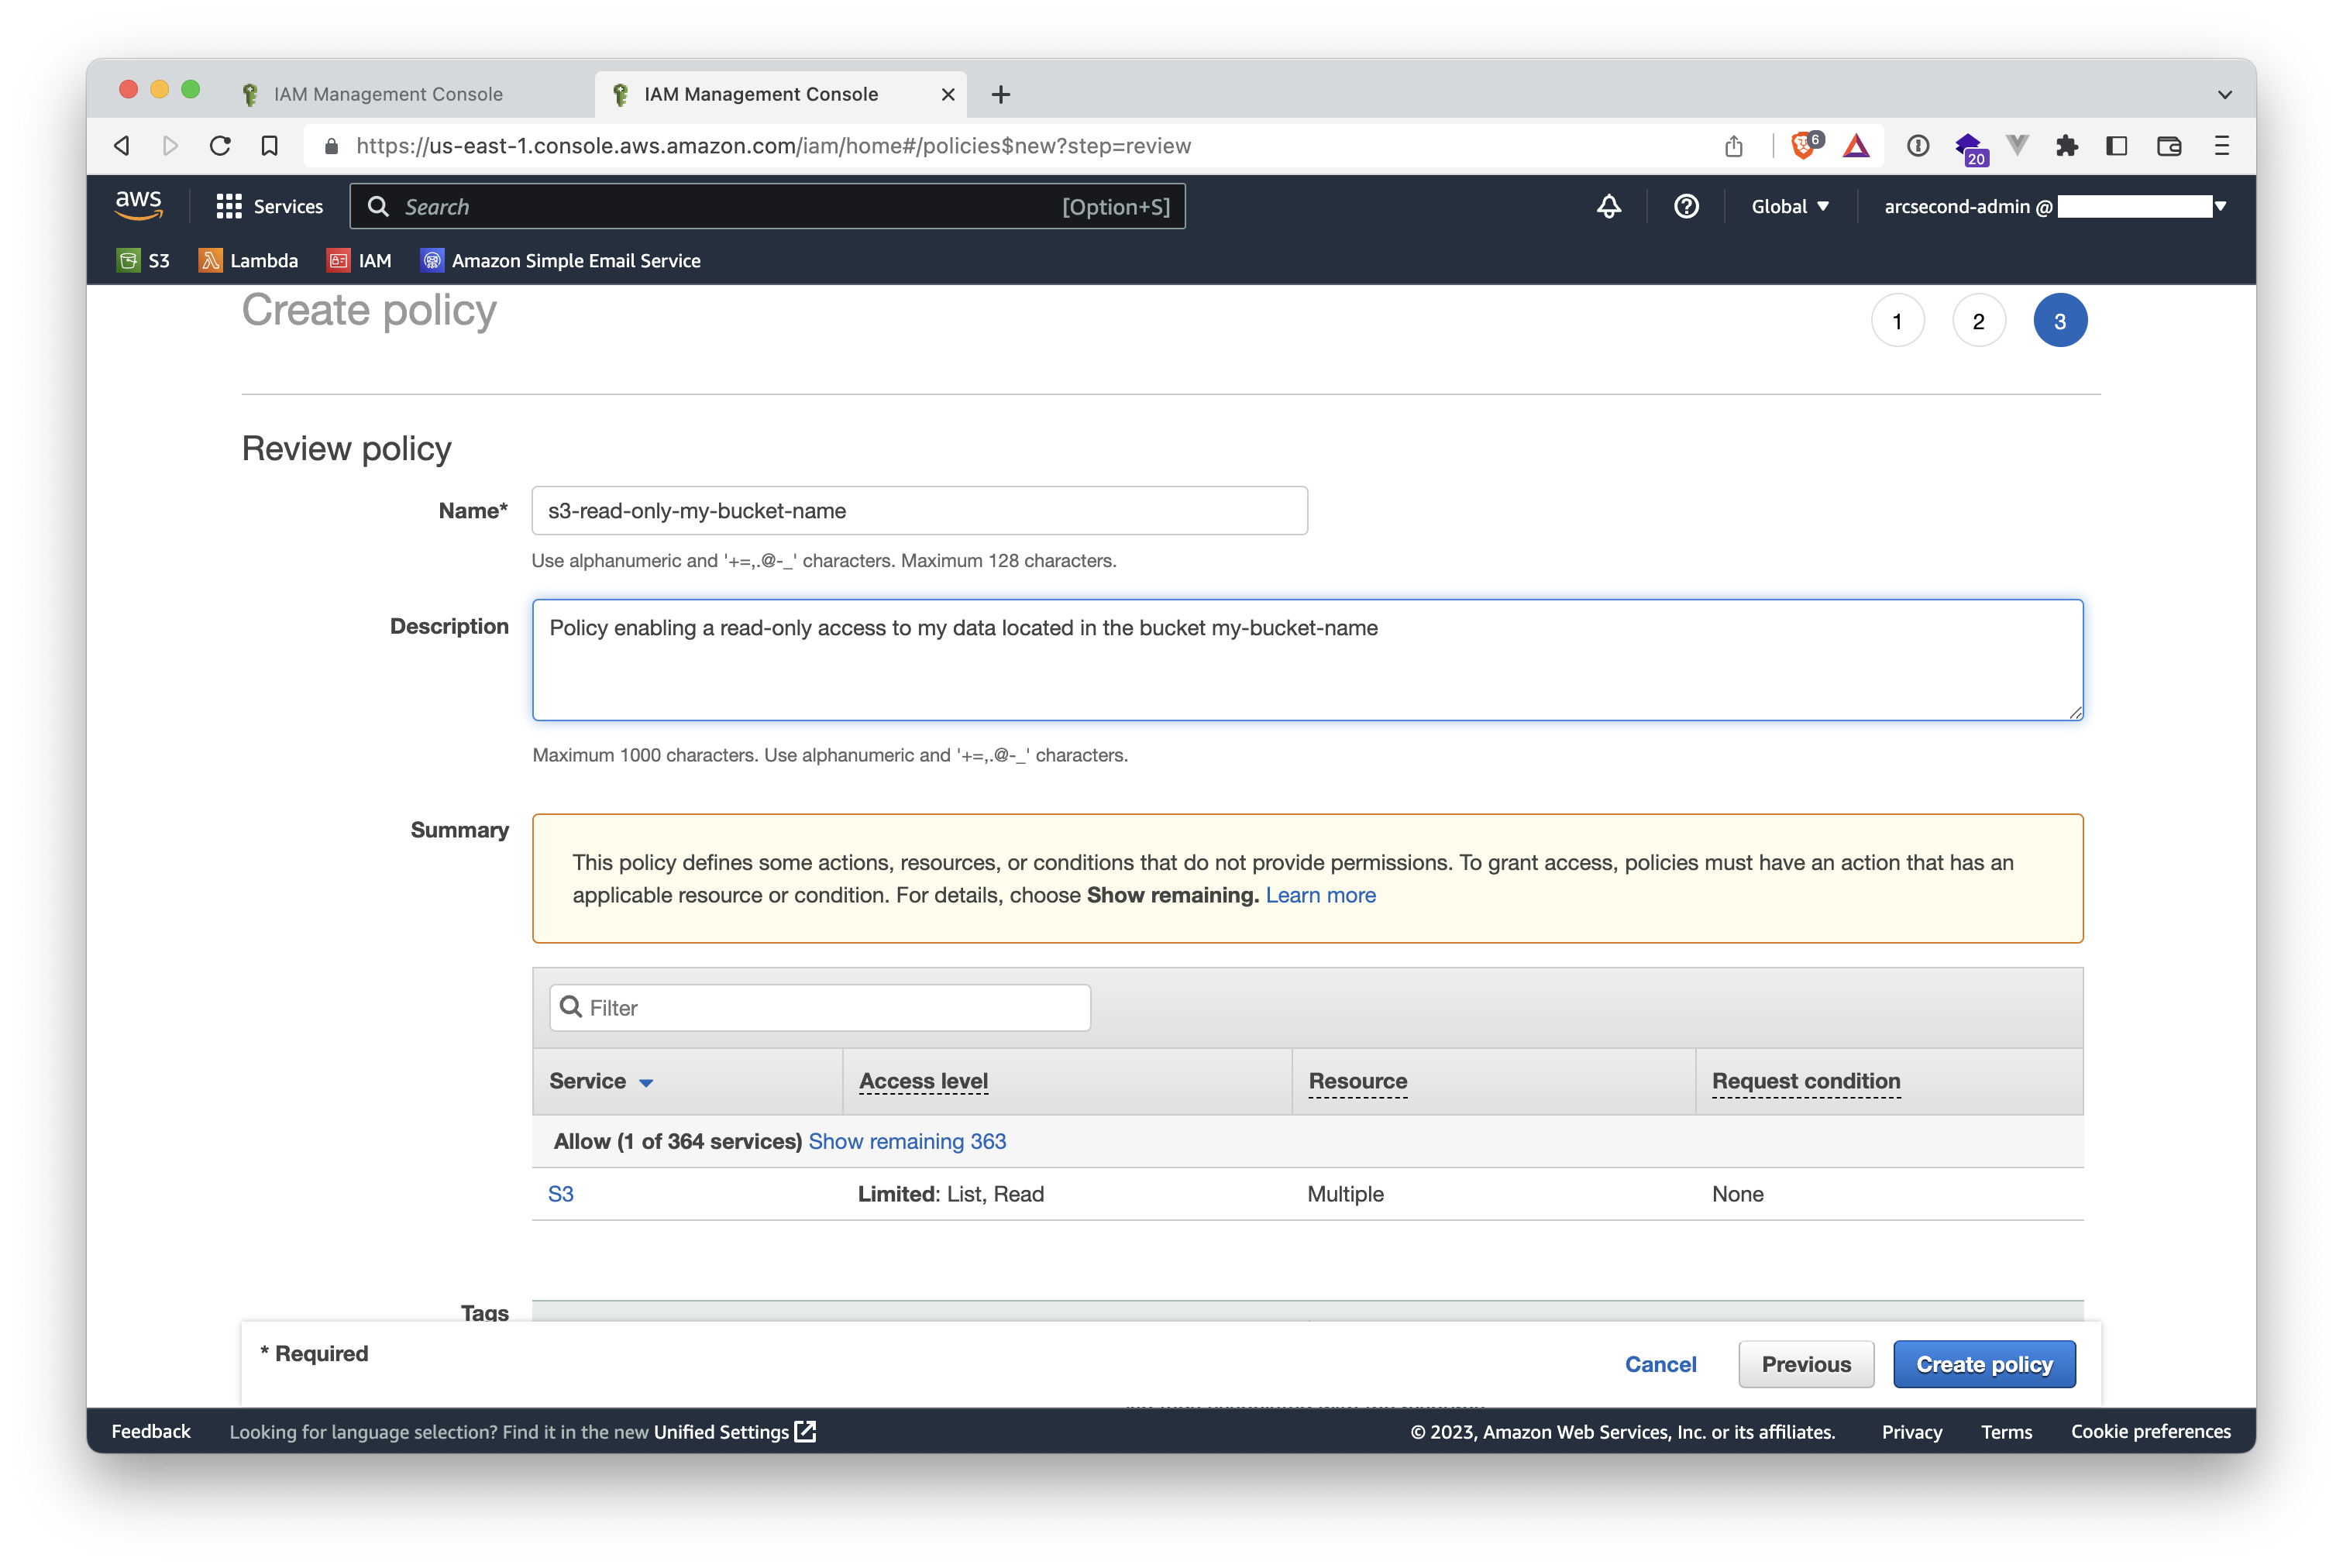 IAM Management Console
IAM Management Console
https://us-east-1.console.aws.amazon.com/iam/home#/policies$new?step=review
6
20
aws
Services
Search
[Option+S]
Global
arcsecond-admin @
S3
Lambda
IAM
Amazon Simple Email Service
Create policy
1
2
3
Review policy
Name*
s3-read-only-my-bucket-name
Use alphanumeric and '+=,.@-_' characters. Maximum 128 characters.
Description
Policy enabling a read-only access to my data located in the bucket my-bucket-name
Maximum 1000 characters. Use alphanumeric and '+=,.@-_' characters.
Summary
This policy defines some actions, resources, or conditions that do not provide permissions. To grant access, policies must have an action that has an
applicable resource or condition. For details, choose Show remaining. Learn more
Filter
Service
Access level
Resource
Request condition
Allow (1 of 364 services) Show remaining 363
S3
Limited: List, Read
Multiple
None
Tags
* Required
Cancel
Previous
Create policy
Feedback
Looking for language selection? Find it in the new Unified Settings
© 2023, Amazon Web Services, Inc. or its affiliates.
Privacy
Terms
Cookie preferences